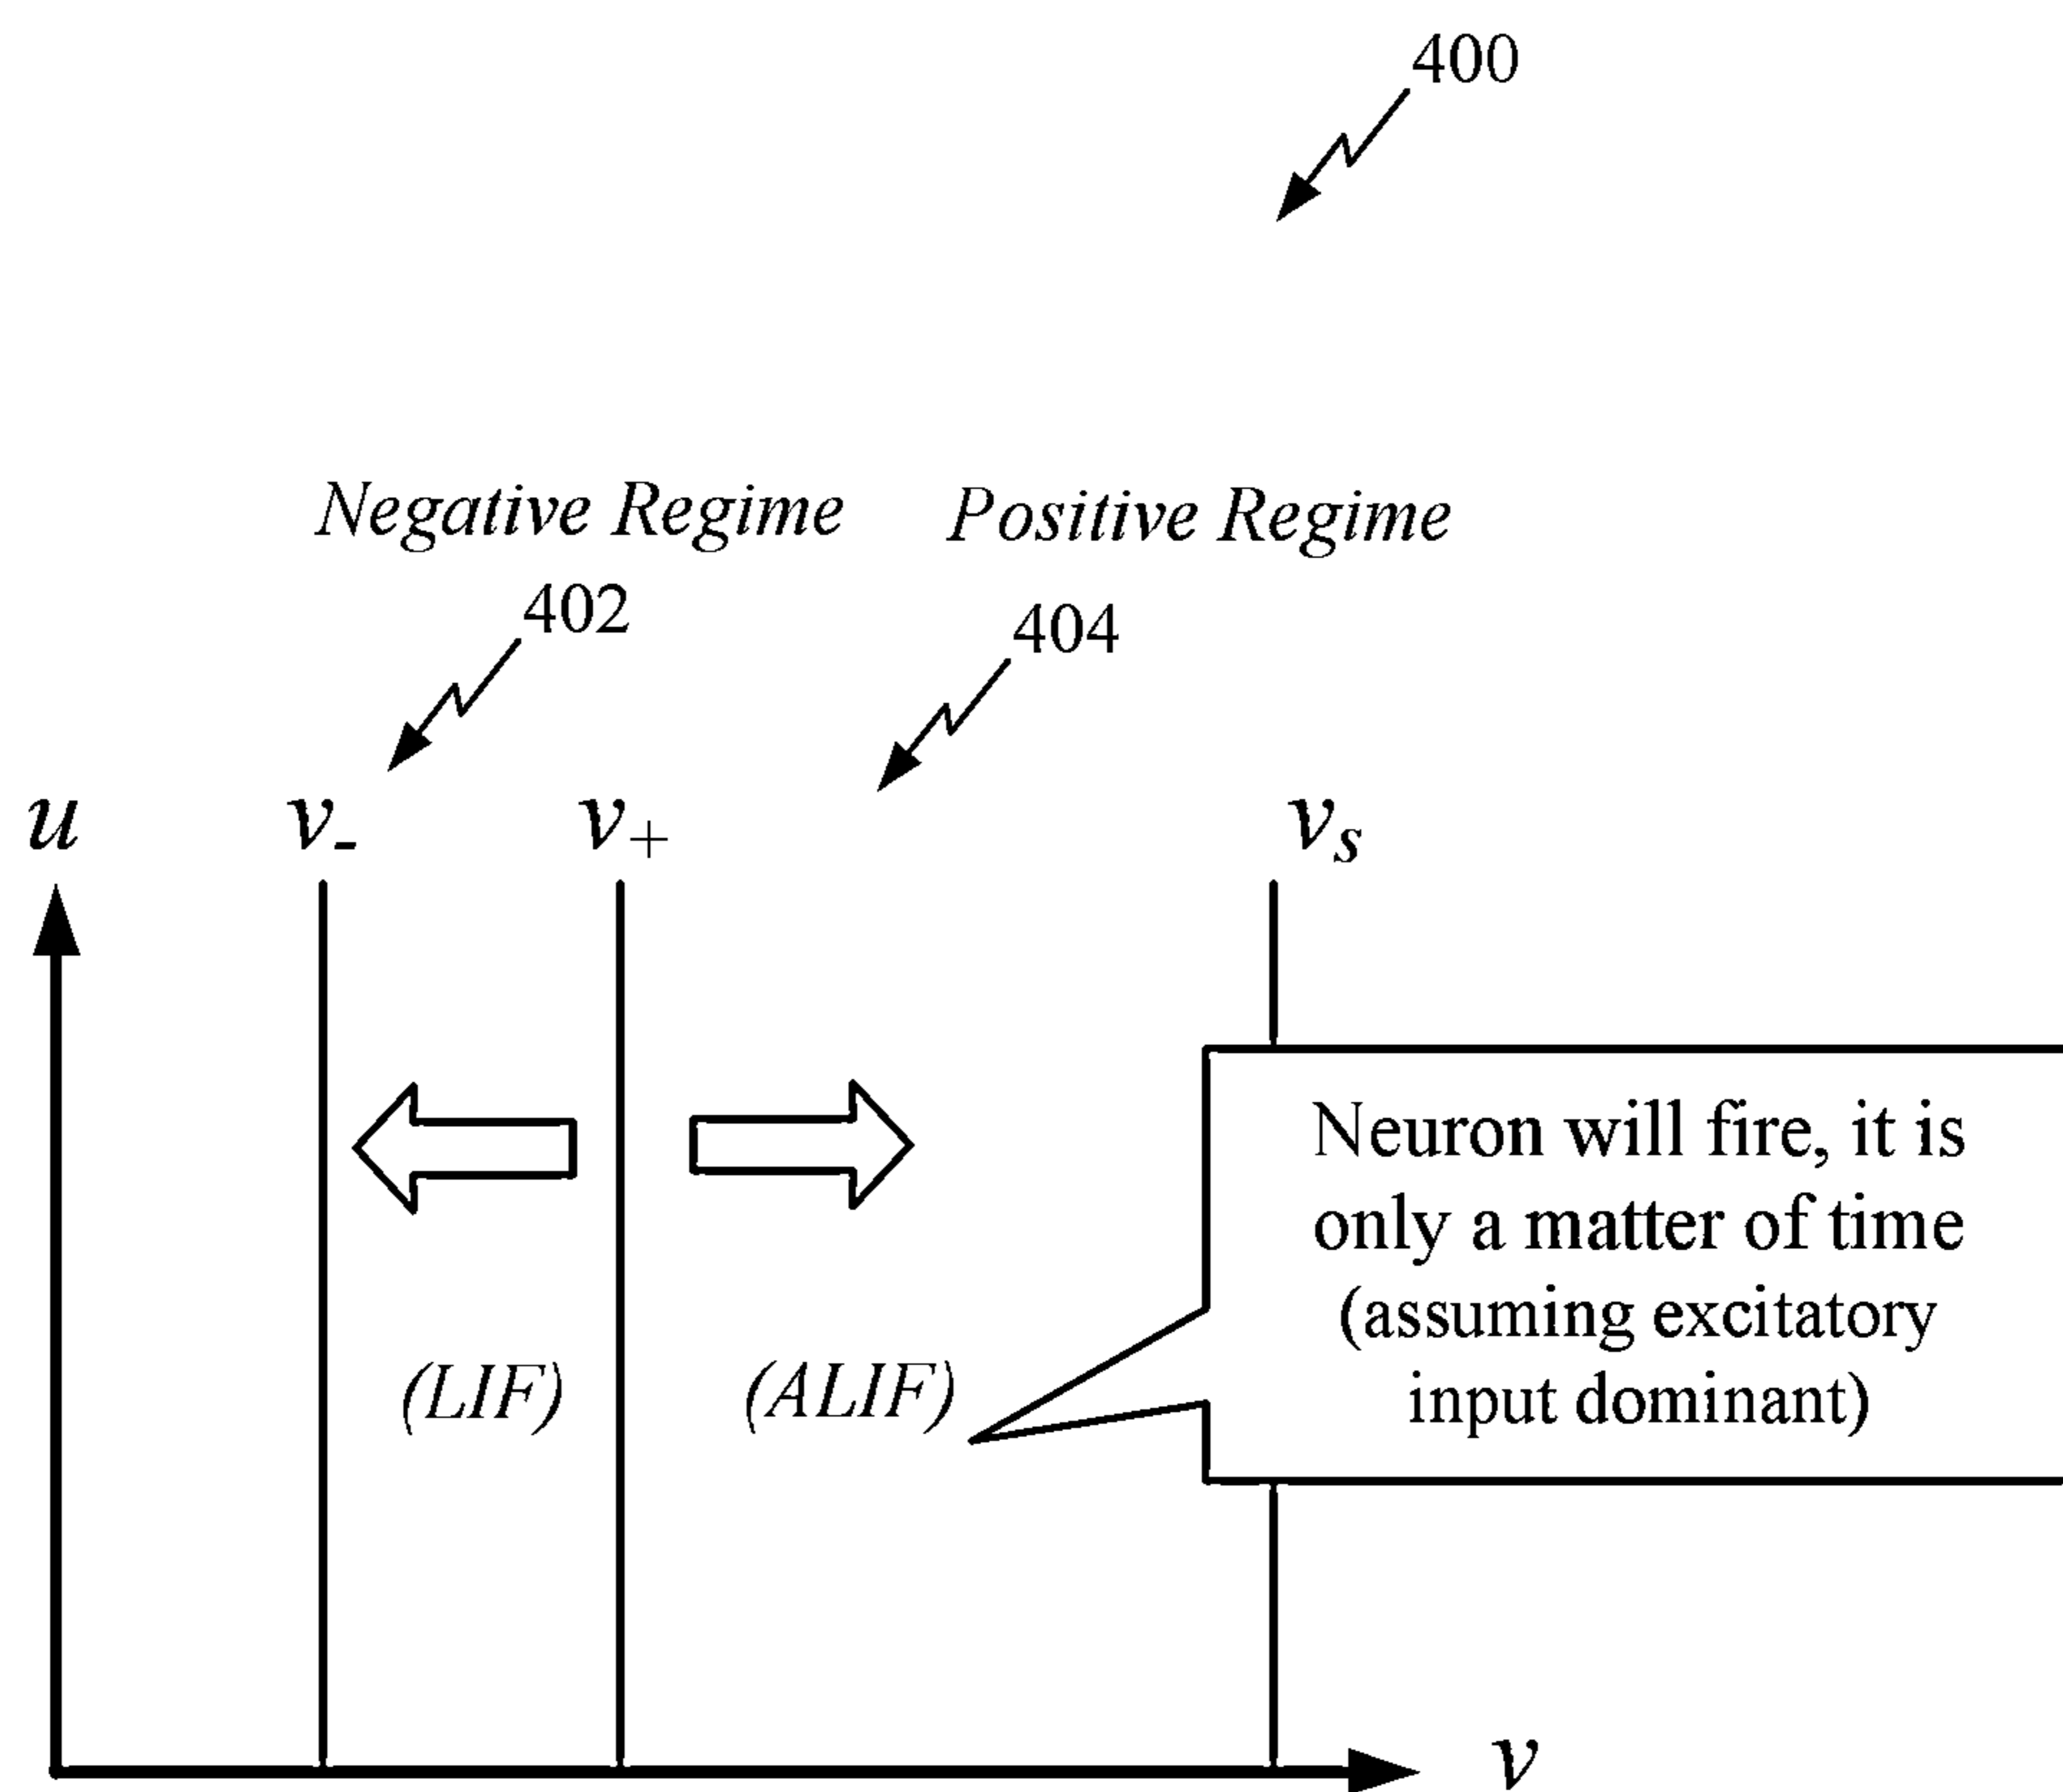 400
Negative Regime Positive Regime
402
404
u v- v+ vs
Neuron will fire, it is
only a matter of time
(assuming excitatory
input dominant)
(LIF) (ALIF)
v